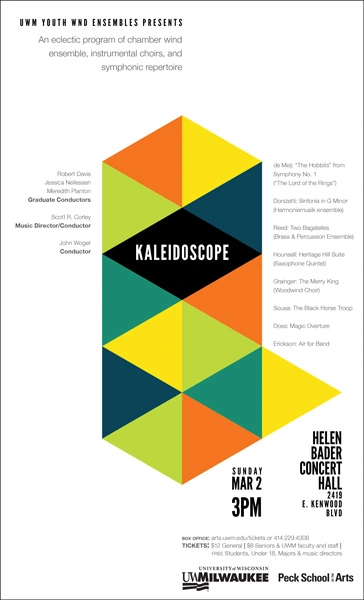 UWM YOUTH WND ENSEMBLES PRESENTS
An eclectic program of chamber wind
ensemble, instrumental choirs, and
symphonic repertoire
Robert Davis
Jessica Nellessen
Meredith Planton
Graduate Conductors
Scott R. Corley
Music Director/Conductor
John Woger
Conductor
KALEIDOSCOPE
de Meij: "The Hobbits" from
Symphony No. 1
("The Lord of the Rings")
Donizetti: Sinfonia in G Minor
(Harmoniemusik ensemble)
Reed: Two Bagatelles
(Brass & Percussion Ensemble)
Hounsell: Heritage Hill Suite
(Saxophone Quintet)
Grainger: The Merry King
(Woodwind Choir)
Sousa: The Black Horse Troop
Doss: Magic Overture
Erickson: Air for Band
SUNDAY
MAR 2
3PM
HELEN
BADER
CONCERT
HALL
2419
E. KENWOOD
BLVD
BOX OFFICE: arts.uwm.edu/tickets or 414.229.4308
TICKETS: $12 General | $8 Seniors & UWM faculty and staff |
FREE Students, Under 18, Majors & music directors
UNIVERSITY of WISCONSIN
UWMILWAUKEE
Peck School of the Arts